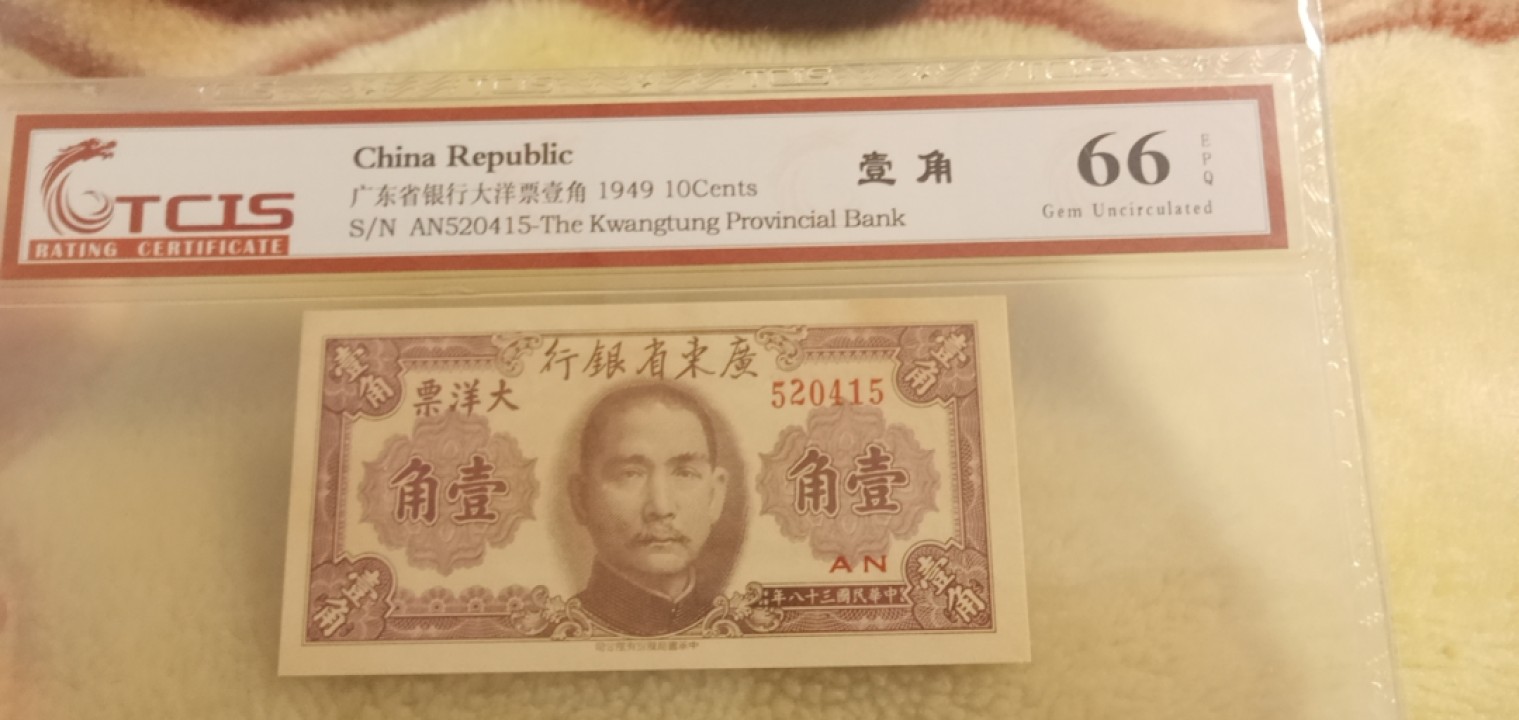 TCIS
RATING CERTIFICATE
China Republic
广东省银行大洋票壹角 1949 10Cents
S/N AN520415-The Kwangtung Provincial Bank
壹角
66
EPQ
Gem Uncirculated
行銀省東廣
票洋大
520415
壹角
壹角
角壹
角壹
AN
壹角
壹角
年八十三國民華中